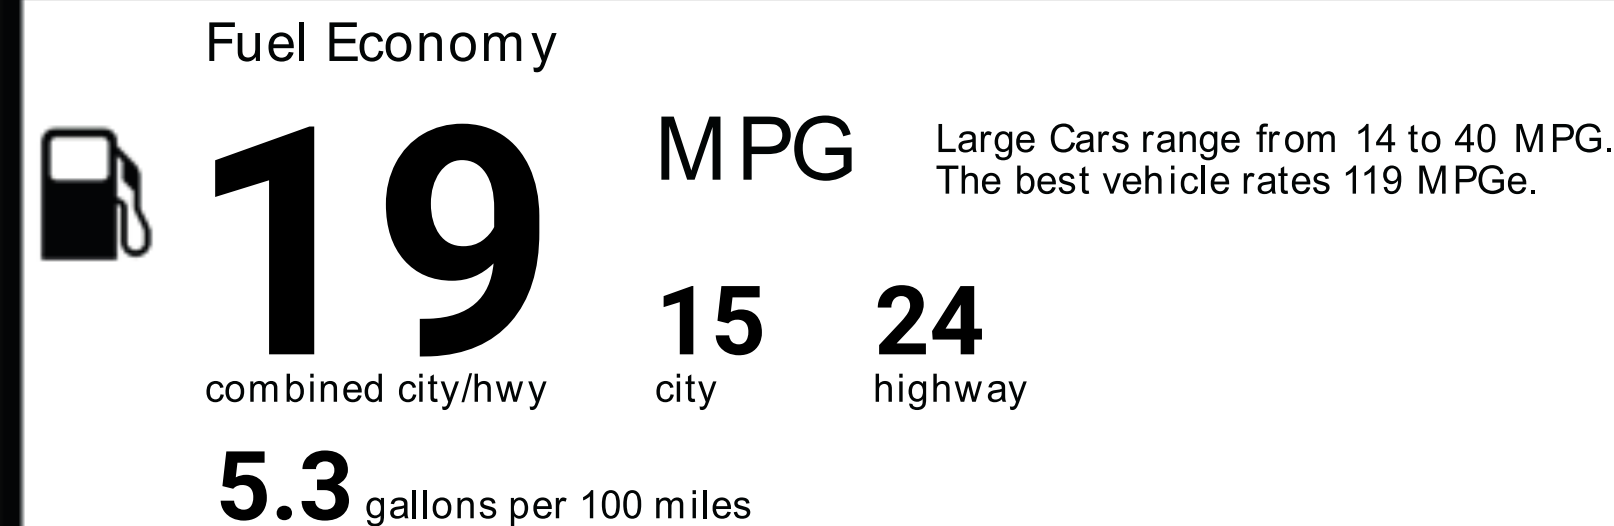 Fuel Economy
19
MPG
Large Cars range from 14 to 40 MPG.
The best vehicle rates 119 MPGe.
15 24
combined city/hwy city highway
5.3 gallons per 100 miles